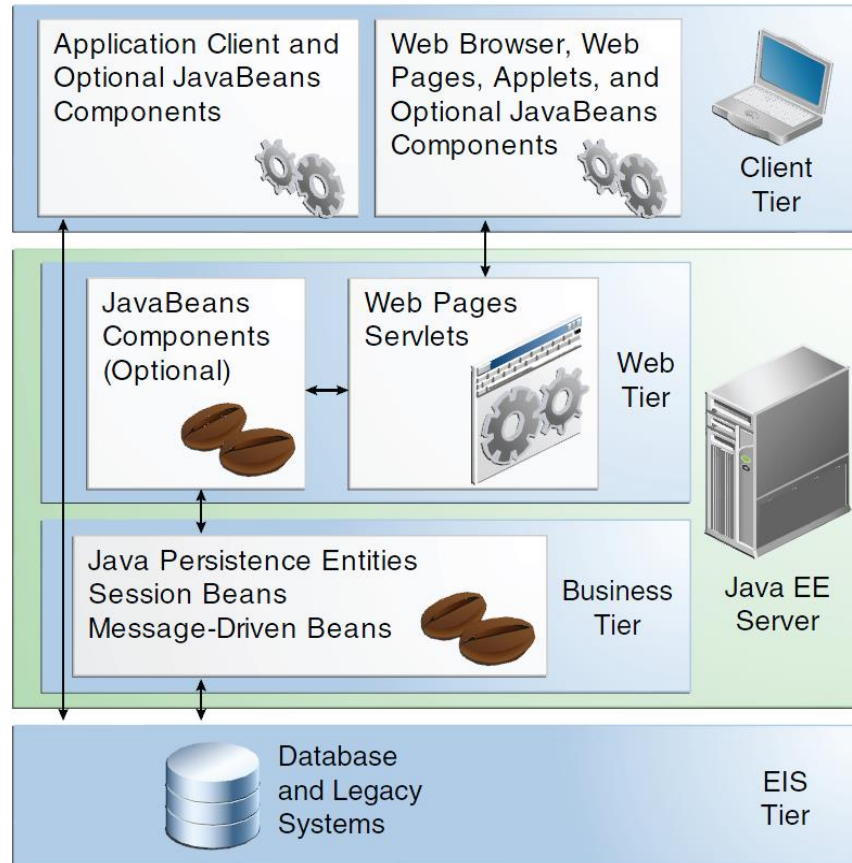 Application Client and
Optional JavaBeans
Components
Web Browser, Web
Pages, Applets, and
Optional JavaBeans
Components
Client
Tier
JavaBeans
Components
(Optional)
Web Pages
Servlets
Web
Tier
Java Persistence Entities
Session Beans
Message-Driven Beans
Business
Tier
Java EE
Server
Database
and Legacy
Systems
EIS
Tier